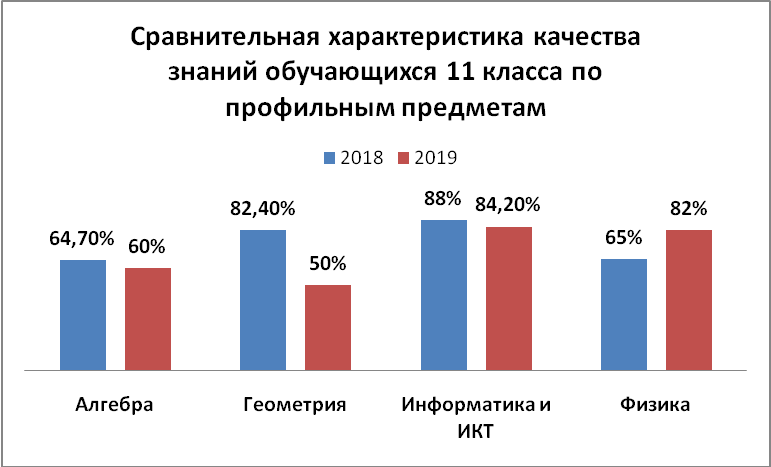 Сравнительная характеристика качества
знаний обучающихся 11 класса по
профильным предметам
2018 2019
64,70% 60% 82,40% 50% 88% 84,20% 65% 82%
Алгебра Геометрия Информатика и Физика
ИКТ